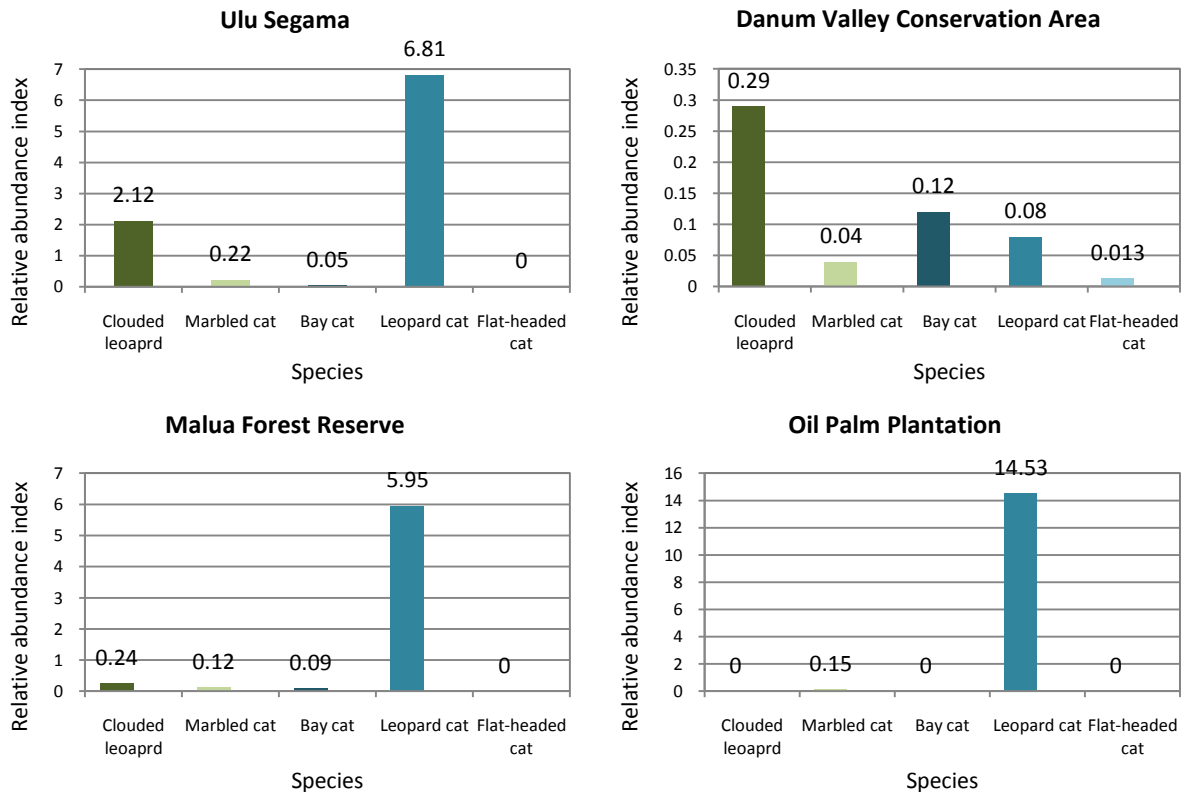 Ulu Segama
Relative abundance index
7
6
5
4
3
2
1
0
2.12
0.22
0.05
6.81
0
Clouded
leoaprd
Marbled cat
Bay cat
Leopard cat
Flat-headed
cat
Species
Danum Valley Conservation Area
Relative abundance index
0.35
0.3
0.25
0.2
0.15
0.1
0.05
0
0.29
0.04
0.12
0.08
0.013
Clouded
leoaprd
Marbled cat
Bay cat
Leopard cat
Flat-headed
cat
Species
Malua Forest Reserve
Relative abundance index
7
6
5
4
3
2
1
0
0.24
0.12
0.09
5.95
0
Clouded
leoaprd
Marbled cat
Bay cat
Leopard cat
Flat-headed
cat
Species
Oil Palm Plantation
Relative abundance index
16
14
12
10
8
6
4
2
0
0
0.15
0
14.53
0
Clouded
leoaprd
Marbled cat
Bay cat
Leopard cat
Flat-headed
cat
Species